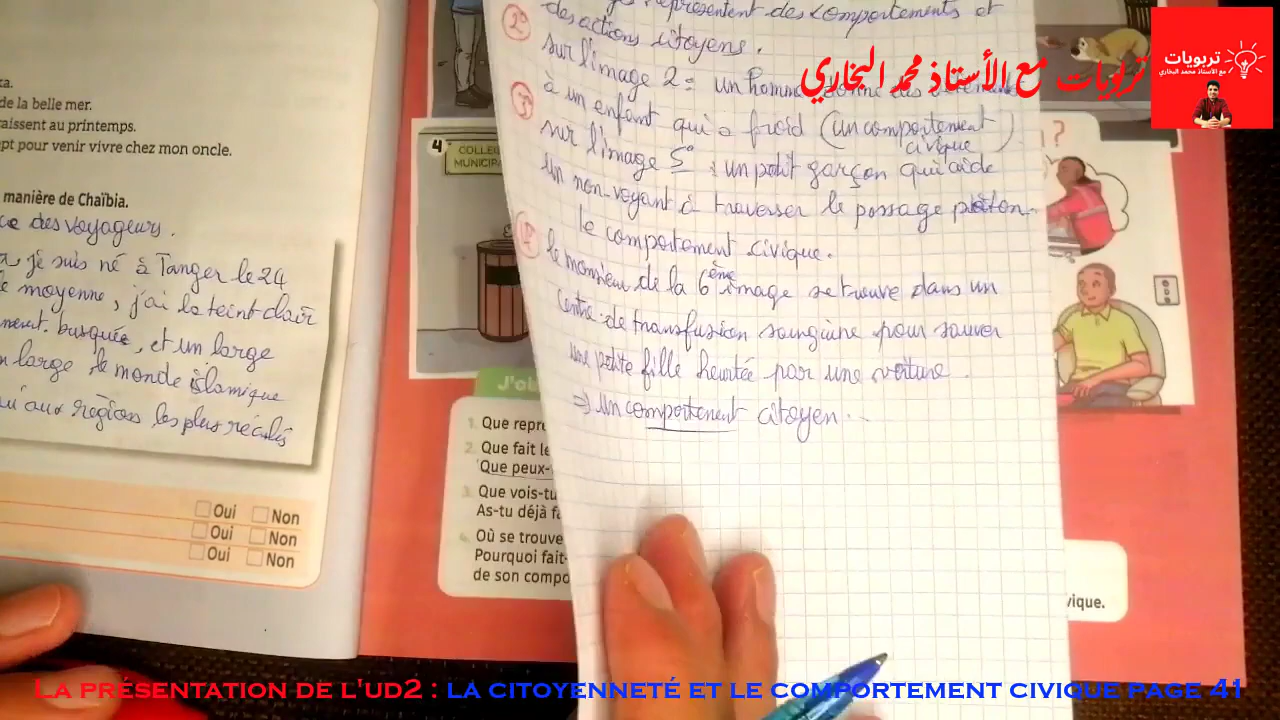 ka.
de la belle mer.
raissent au printemps.
pt pour venir vivre chez mon oncle.
manière de Chaïbia.
des voyageurs.
je suis né à Tanger le 24
moyenne, j'ai le teint clair
busquée, et un large
large le monde islamique
aux régions les plus reculés
Oui Non
Oui Non
Oui Non
4
COLLE
MUNICIPA
J'ob
1. Que repré
2. Que fait le
Que peux-
3. Que vois-tu
As-tu déjà fa
4. Où se trouve
Pourquoi fait-
de son compo
représentent des comportements et
des actions citoyens.
2° sur l'image 2 = un homme donne des
à un enfant qui a froid (un comportement civique)
3° sur l'image 5 : un petit garçon qui aide
un non-voyant à traverser le passage piéton.
le comportement civique.
le monsieur de la 6ème image se trouve dans un
centre de transfusion sanguine pour sauver
une petite fille heurtée par une voiture.
⇒ un comportement citoyen.
?
vique.
تربويات مع الأستاذ محمد البخاري
تربويات
مع الأستاذ محمد البخاري
La présentation de l'ud2 : la citoyenneté et le comportement civique page 41